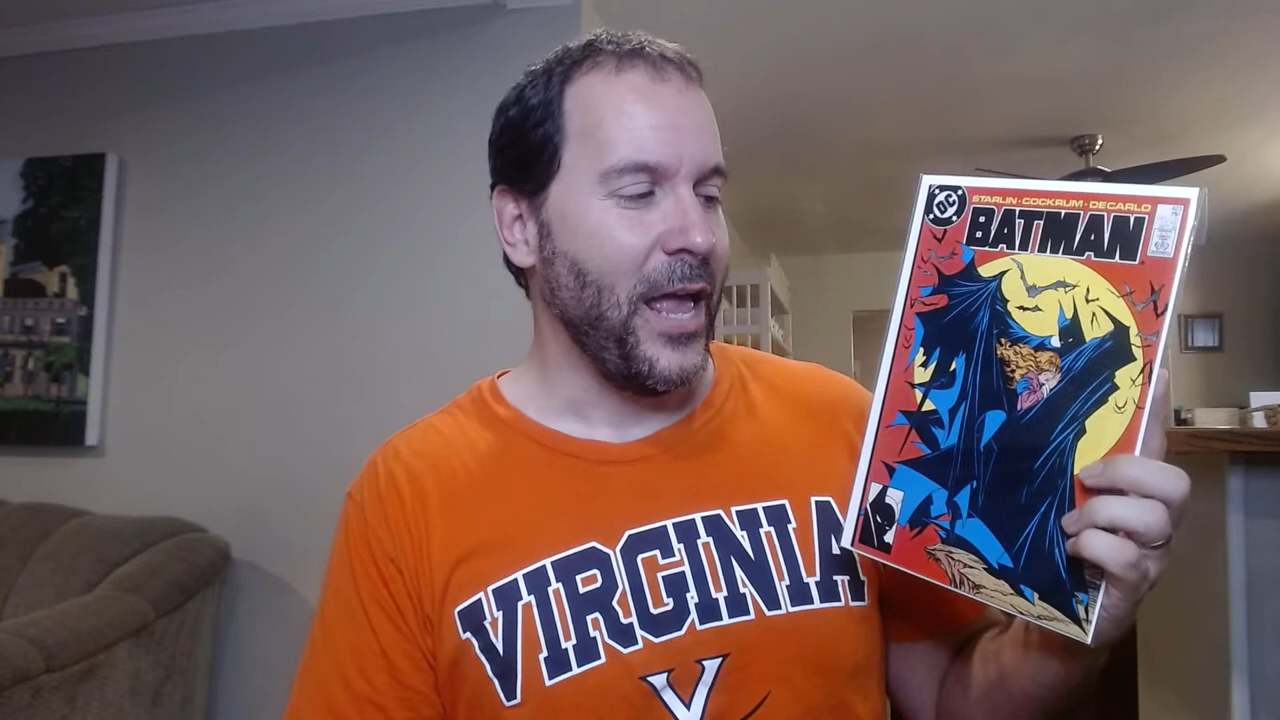 DC
STARLIN · COCKRUM · DECARLO
BATMAN
VIRGINIA
V